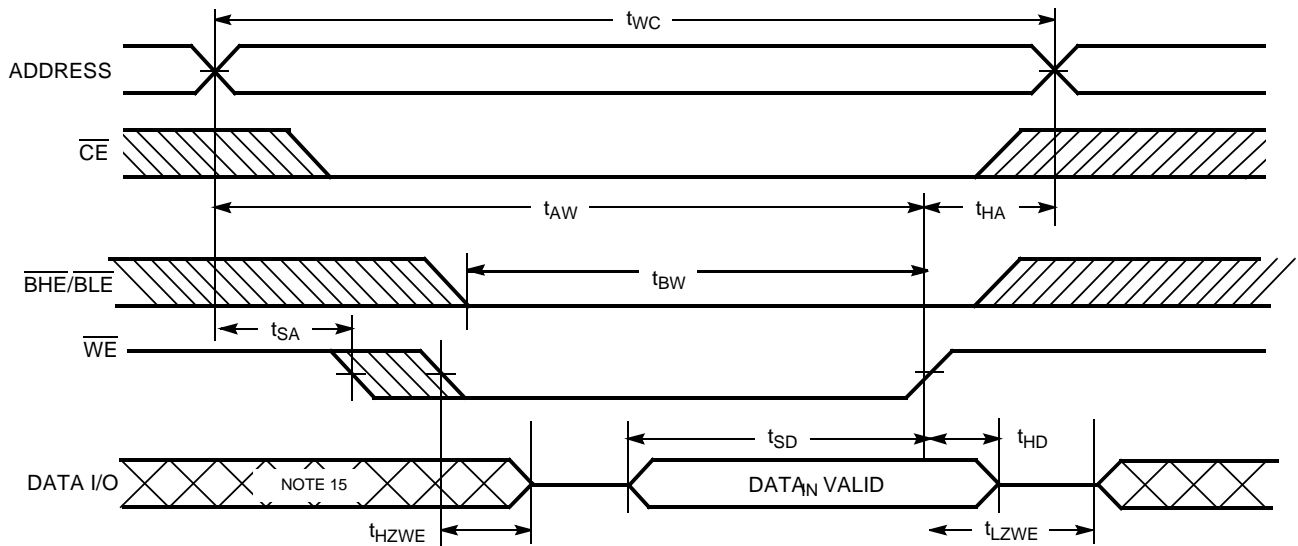 tWC
ADDRESS
CE
tAW
tHA
BHE/BLE
tBW
tSA
WE
tSD
tHD
DATA I/O
NOTE 15
DATAIN VALID
tHZWE
tLZWE